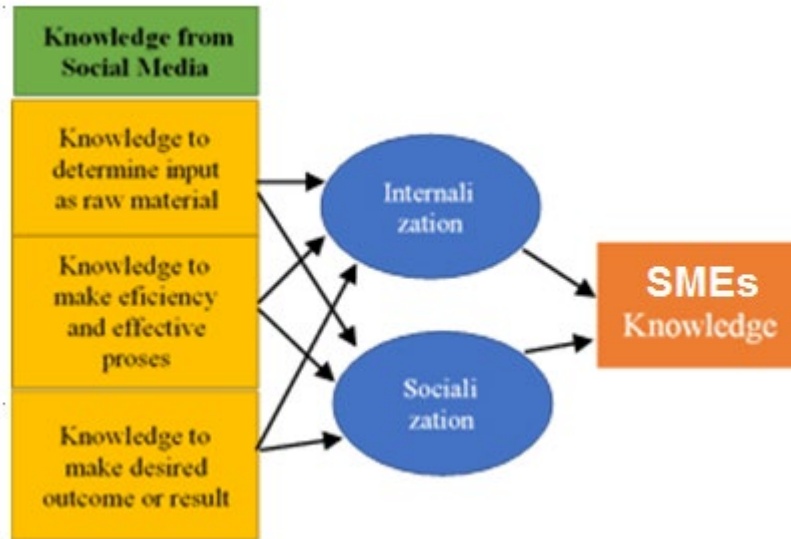 Knowledge from
Social Media
Knowledge to
determine input
as raw material
Knowledge to
make eficiency
and effective
proses
Knowledge to
make desired
outcome or result
Internali
zation
Sociali
zation
SMEs
Knowledge